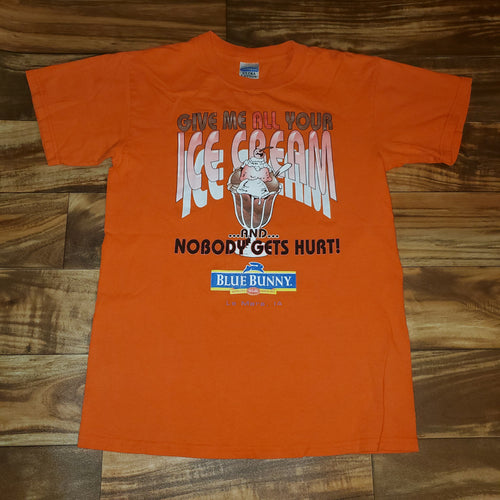 GIVE ME ALL YOUR
ICE CREAM
...AND...
NOBODY GETS HURT!
BLUE BUNNY